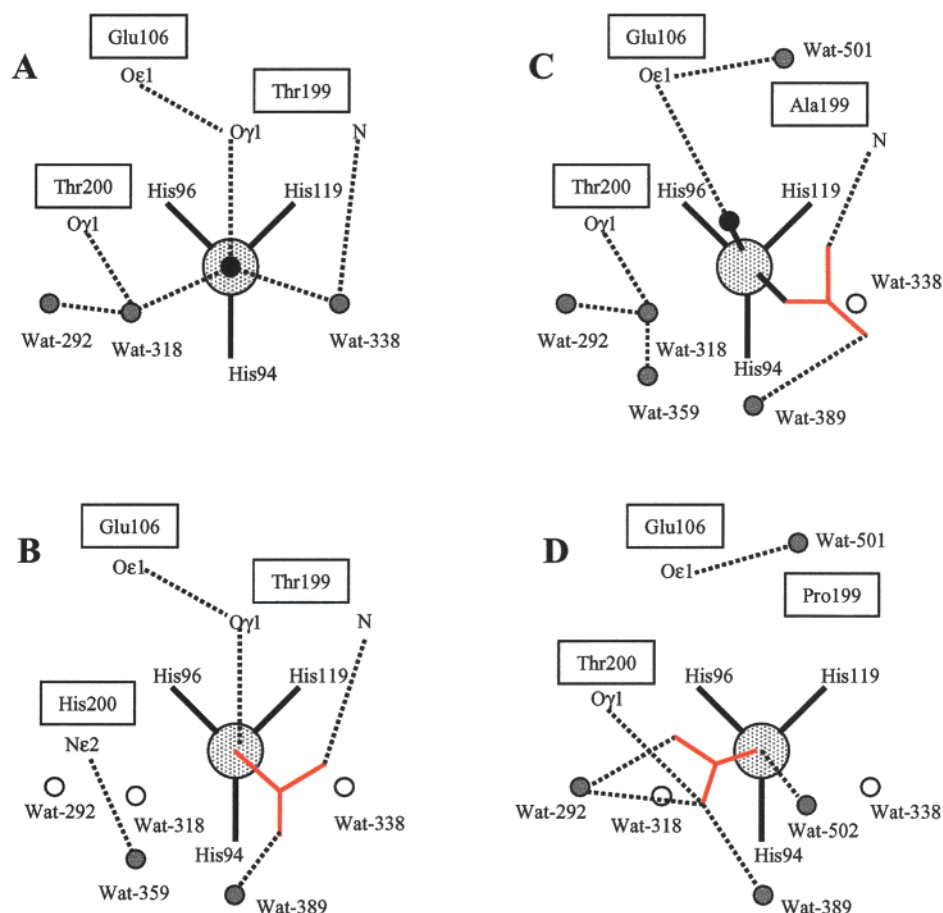 A
Glu106
Oε1
Thr199
Oγ1
N
Thr200
His96
His119
Oγ1
Wat-292
Wat-318
Wat-338
His94
C
Glu106
Wat-501
Oε1
Ala199
N
Thr200
His96
His119
Oγ1
Wat-338
Wat-292
Wat-318
His94
Wat-359
Wat-389
B
Glu106
Oε1
Thr199
Oγ1
N
His96
His119
His200
Nε2
Wat-292
Wat-318
Wat-338
His94
Wat-359
Wat-389
D
Glu106
Wat-501
Oε1
Pro199
Thr200
His96
His119
Oγ1
Wat-292
Wat-318
Wat-502
Wat-338
His94
Wat-389